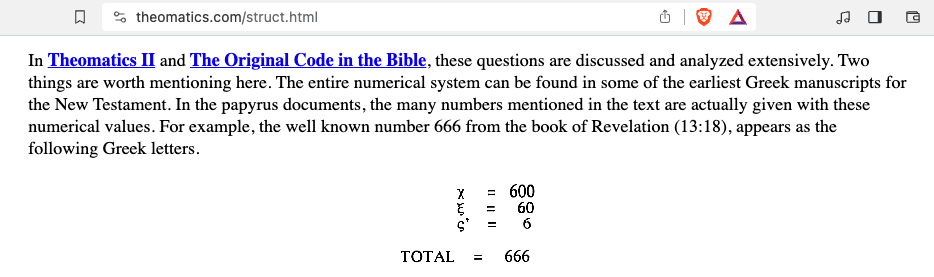 theomatics.com/struct.html
In Theomatics II and The Original Code in the Bible, these questions are discussed and analyzed extensively. Two
things are worth mentioning here. The entire numerical system can be found in some of the earliest Greek manuscripts for
the New Testament. In the papyrus documents, the many numbers mentioned in the text are actually given with these
numerical values. For example, the well known number 666 from the book of Revelation (13:18), appears as the
following Greek letters.
χ = 600
ξ = 60
ς' = 6
TOTAL = 666